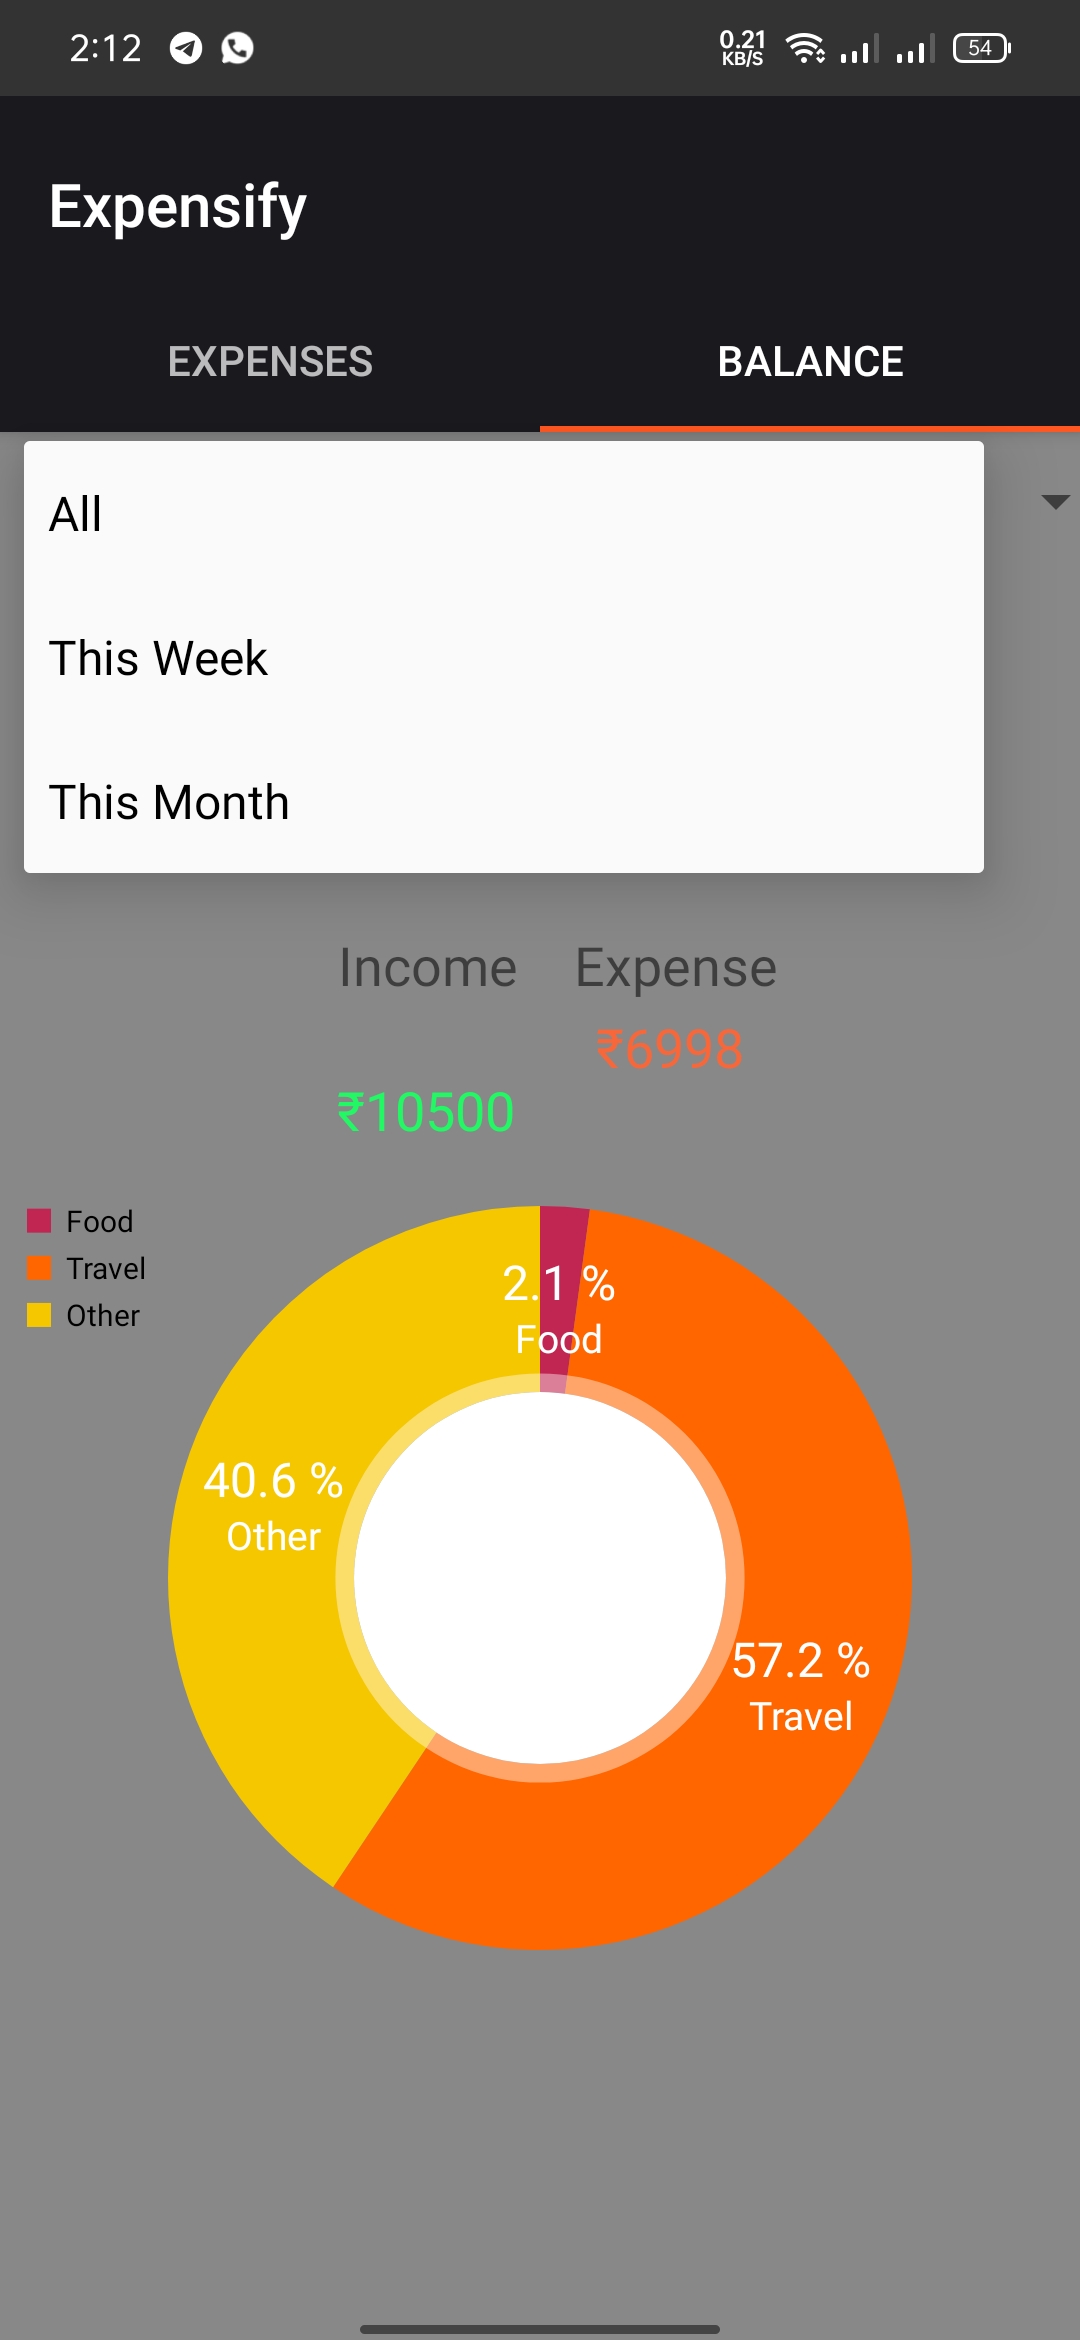 2:12 0.21 KB/S 54
Expensify
EXPENSES BALANCE
All
This Week
This Month
Income Expense
₹6998
₹10500
Food
Travel
Other
2.1 %
Food
40.6 %
Other
57.2 %
Travel